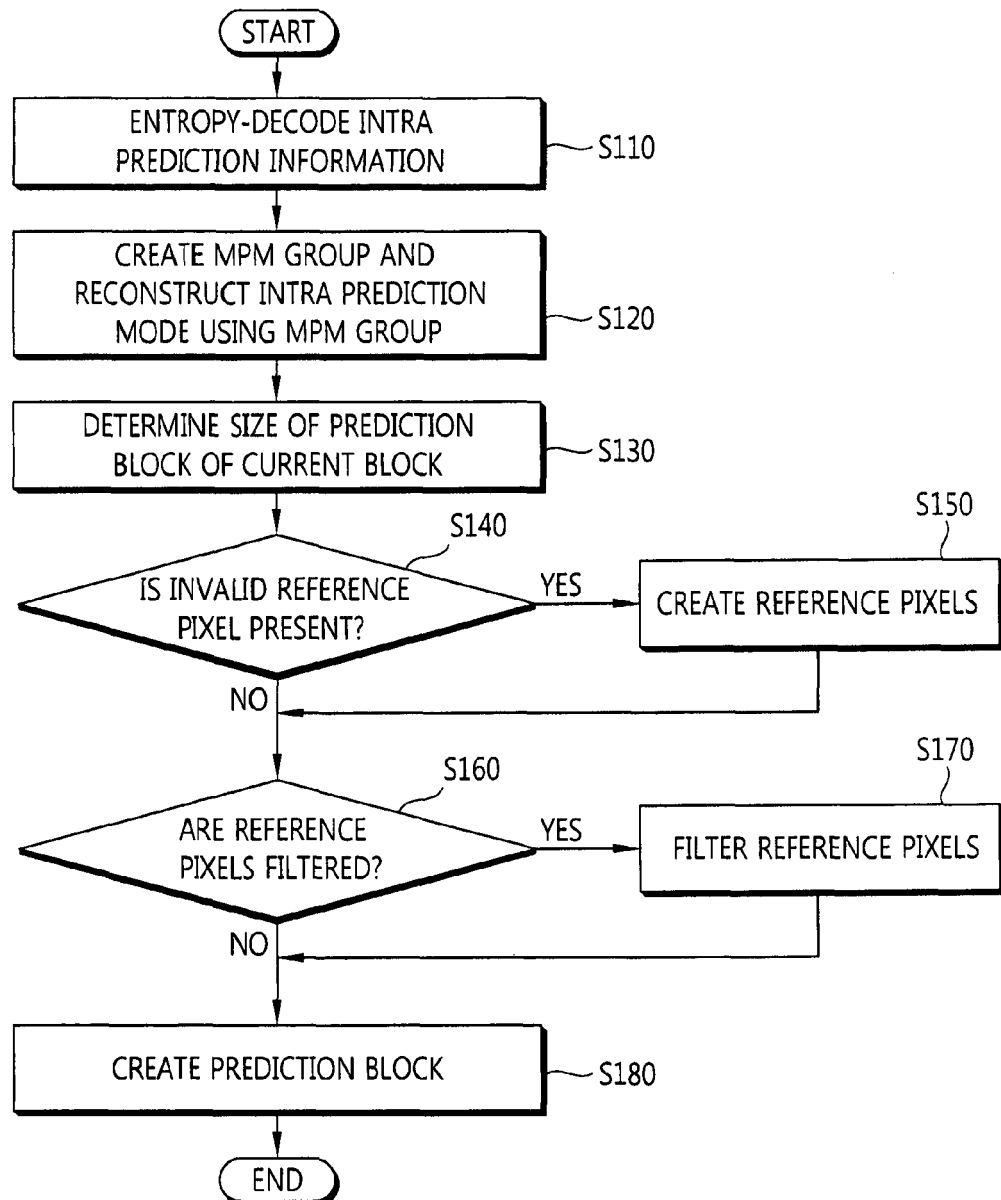 START
ENTROPY-DECODE INTRA
PREDICTION INFORMATION
S110
CREATE MPM GROUP AND
RECONSTRUCT INTRA PREDICTION
MODE USING MPM GROUP
S120
DETERMINE SIZE OF PREDICTION
BLOCK OF CURRENT BLOCK
S130
S140
IS INVALID REFERENCE
PIXEL PRESENT?
YES
S150
CREATE REFERENCE PIXELS
NO
S160
ARE REFERENCE
PIXELS FILTERED?
YES
S170
FILTER REFERENCE PIXELS
NO
CREATE PREDICTION BLOCK
S180
END